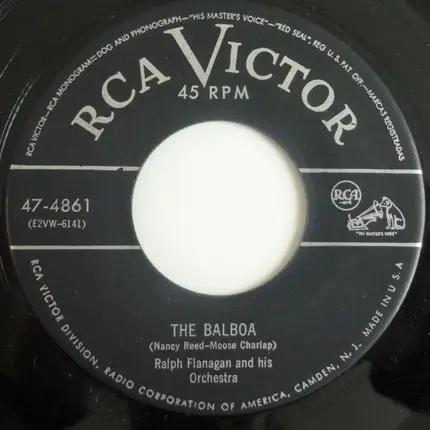 RCA VICTOR—RCA MONOGRAM—DOG AND PHONOGRAPH—"HIS MASTER'S VOICE"—"RED SEAL", REG. U.S. PAT. OFF.—MARCAS REGISTRADAS
RCA VICTOR
45 RPM
47-4861
(E2VW-6141)
RCA
"HIS MASTER'S VOICE"
THE BALBOA
(Nancy Reed-Moose Charlap)
Ralph Flanagan and his
Orchestra
RCA VICTOR DIVISION, RADIO CORPORATION OF AMERICA, CAMDEN, N. J. MADE IN U S A